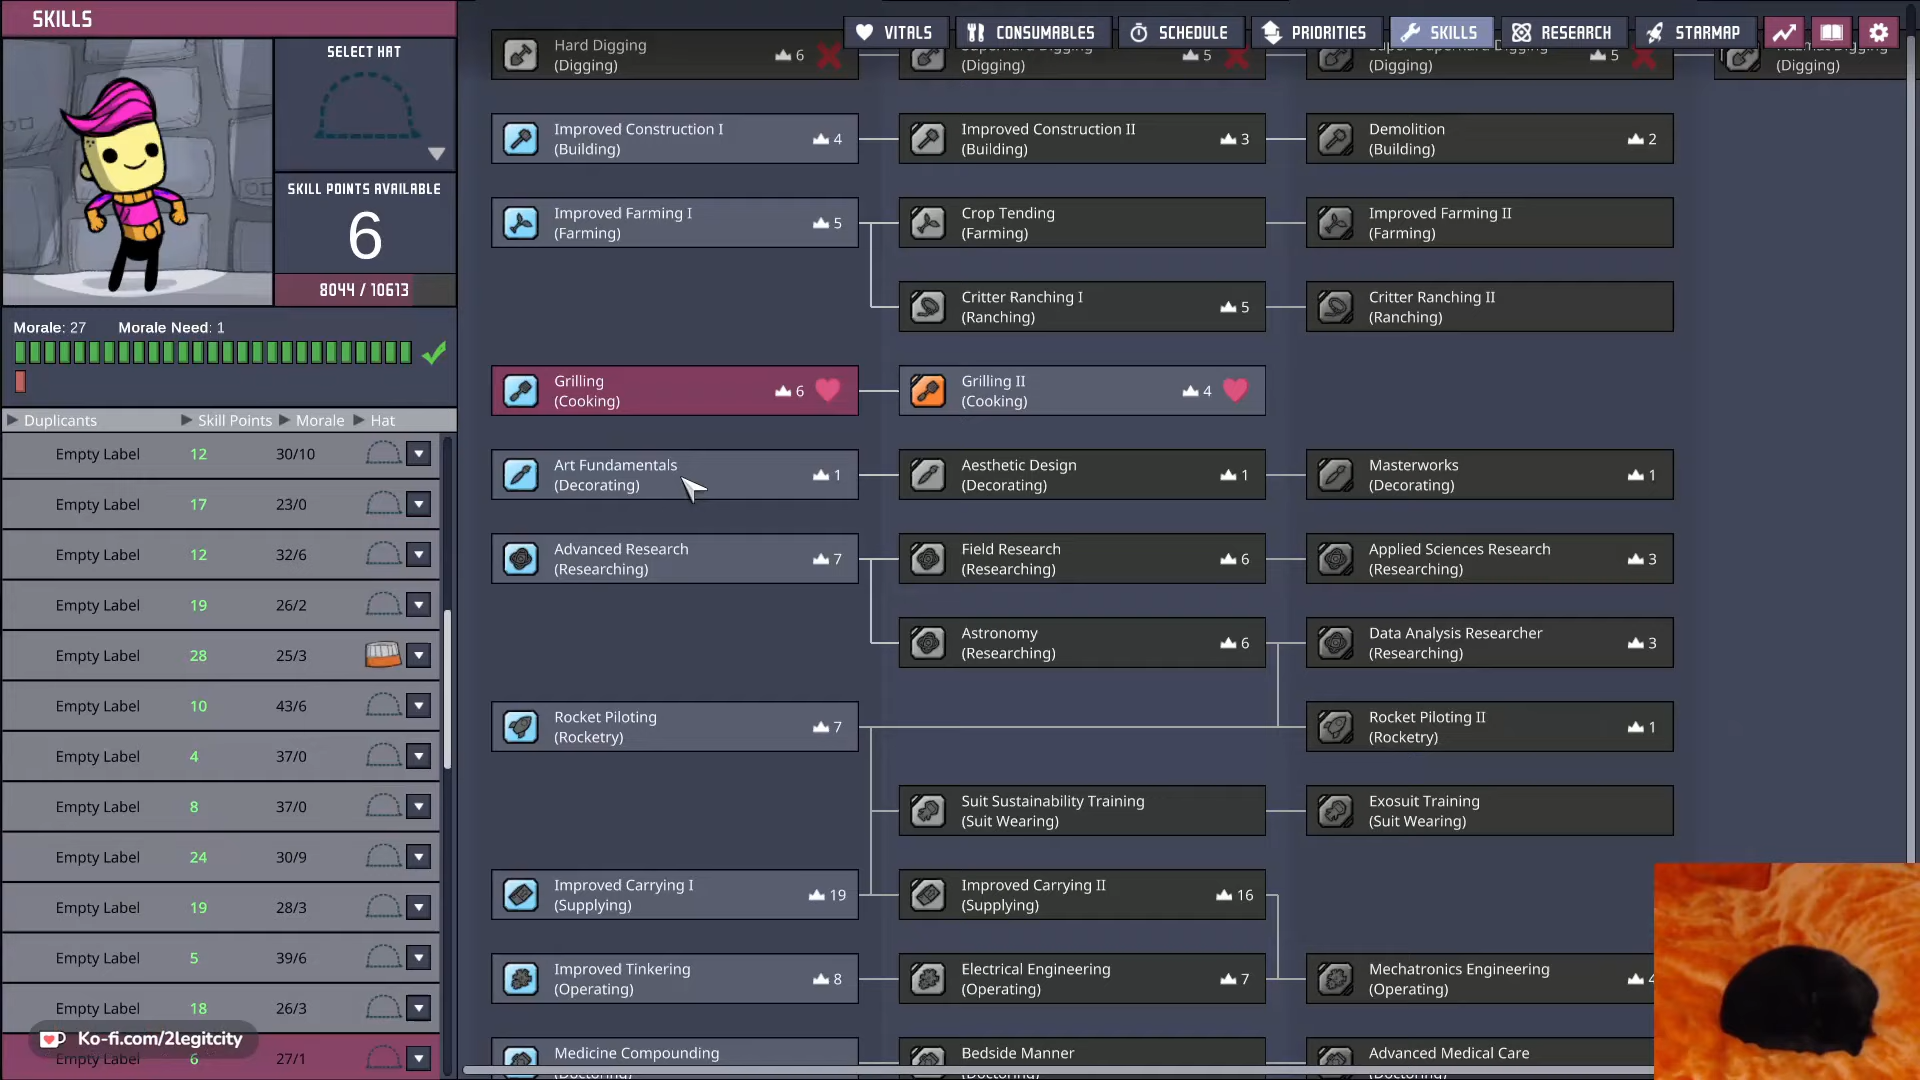 SKILLS
SELECT HAT
SKILL POINTS AVAILABLE
6
8044 / 10613
Morale: 27 Morale Need: 1
Duplicants Skill Points Morale Hat
Empty Label 12 30/10
Empty Label 17 23/0
Empty Label 12 32/6
Empty Label 19 26/2
Empty Label 28 25/3
Empty Label 10 43/6
Empty Label 4 37/0
Empty Label 8 37/0
Empty Label 24 30/9
Empty Label 19 28/3
Empty Label 5 39/6
Empty Label 18 26/3
Ko-fi.com/2legitcity
Empty Label 6 27/1
VITALS CONSUMABLES SCHEDULE PRIORITIES SKILLS RESEARCH STARMAP
Hard Digging
(Digging)
6
(Digging)
5
(Digging)
5
(Digging)
Improved Construction I
(Building)
4
Improved Construction II
(Building)
3
Demolition
(Building)
2
Improved Farming I
(Farming)
5
Crop Tending
(Farming)
Improved Farming II
(Farming)
Critter Ranching I
(Ranching)
5
Critter Ranching II
(Ranching)
Grilling
(Cooking)
6
Grilling II
(Cooking)
4
Art Fundamentals
(Decorating)
1
Aesthetic Design
(Decorating)
1
Masterworks
(Decorating)
1
Advanced Research
(Researching)
7
Field Research
(Researching)
6
Applied Sciences Research
(Researching)
3
Astronomy
(Researching)
6
Data Analysis Researcher
(Researching)
3
Rocket Piloting
(Rocketry)
7
Rocket Piloting II
(Rocketry)
1
Suit Sustainability Training
(Suit Wearing)
Exosuit Training
(Suit Wearing)
Improved Carrying I
(Supplying)
19
Improved Carrying II
(Supplying)
16
Improved Tinkering
(Operating)
8
Electrical Engineering
(Operating)
7
Mechatronics Engineering
(Operating)
4
Medicine Compounding
Bedside Manner
Advanced Medical Care